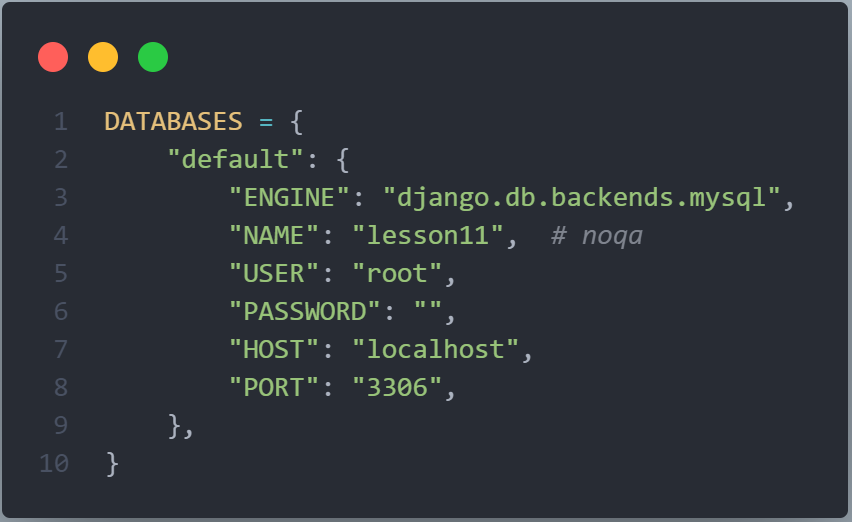 1 DATABASES = {
2     "default": {
3         "ENGINE": "django.db.backends.mysql",
4         "NAME": "lesson11",  # noqa
5         "USER": "root",
6         "PASSWORD": "",
7         "HOST": "localhost",
8         "PORT": "3306",
9     },
10 }